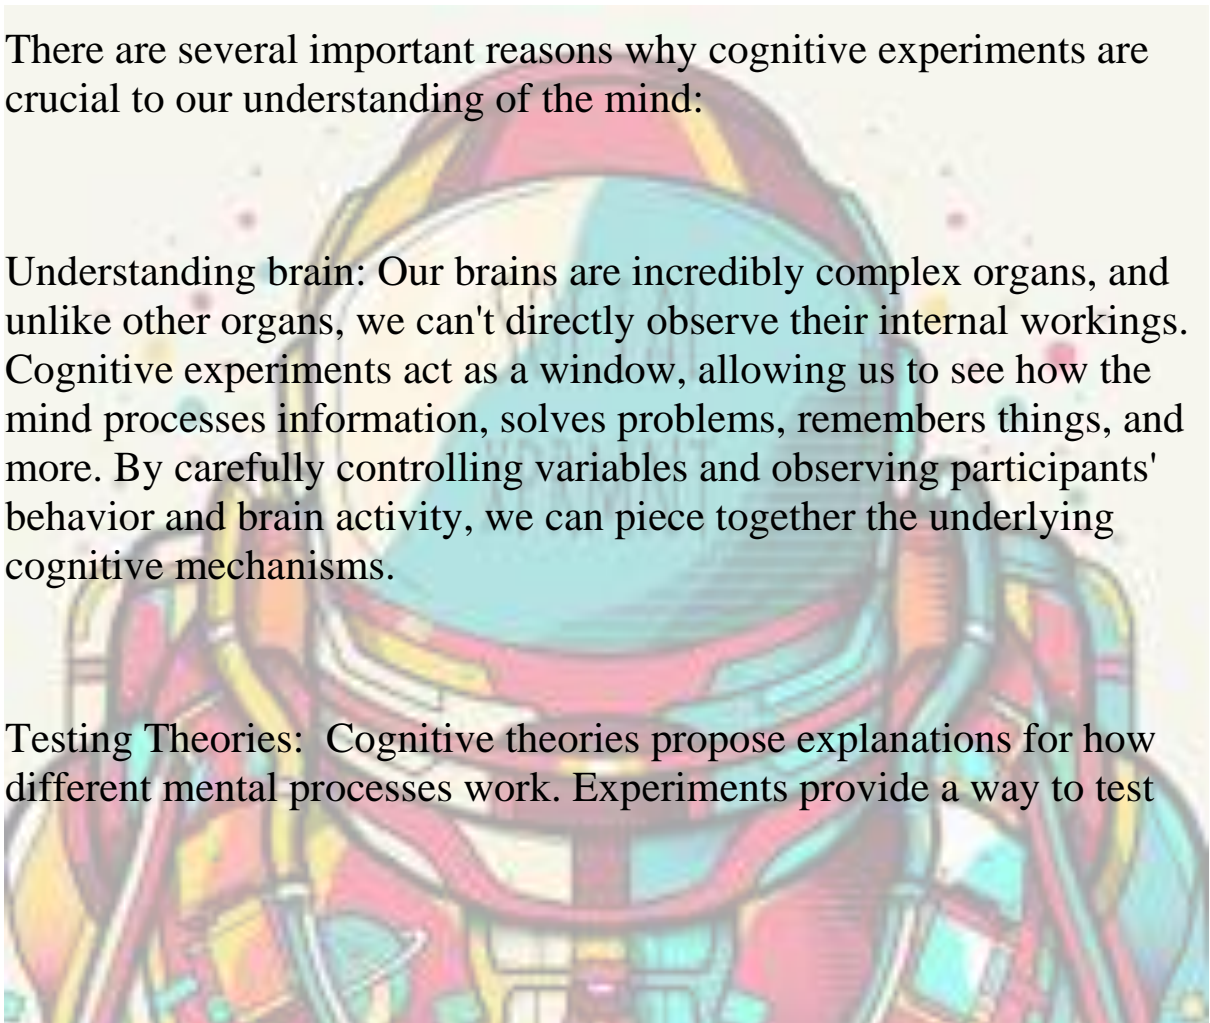 There are several important reasons why cognitive experiments are
crucial to our understanding of the mind:
Understanding brain: Our brains are incredibly complex organs, and
unlike other organs, we can't directly observe their internal workings.
Cognitive experiments act as a window, allowing us to see how the
mind processes information, solves problems, remembers things, and
more. By carefully controlling variables and observing participants'
behavior and brain activity, we can piece together the underlying
cognitive mechanisms.
Testing Theories:  Cognitive theories propose explanations for how
different mental processes work. Experiments provide a way to test